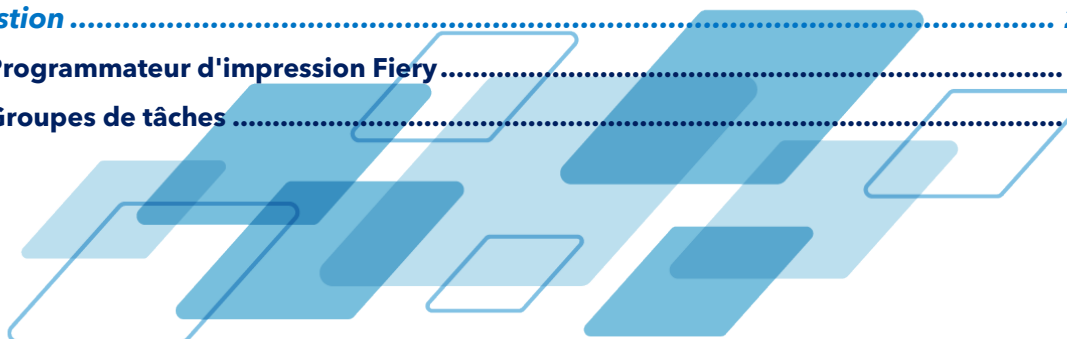 stion ..........................................................................................................
Programmateur d'impression Fiery ..................................................................
Groupes de tâches .........................................................................................